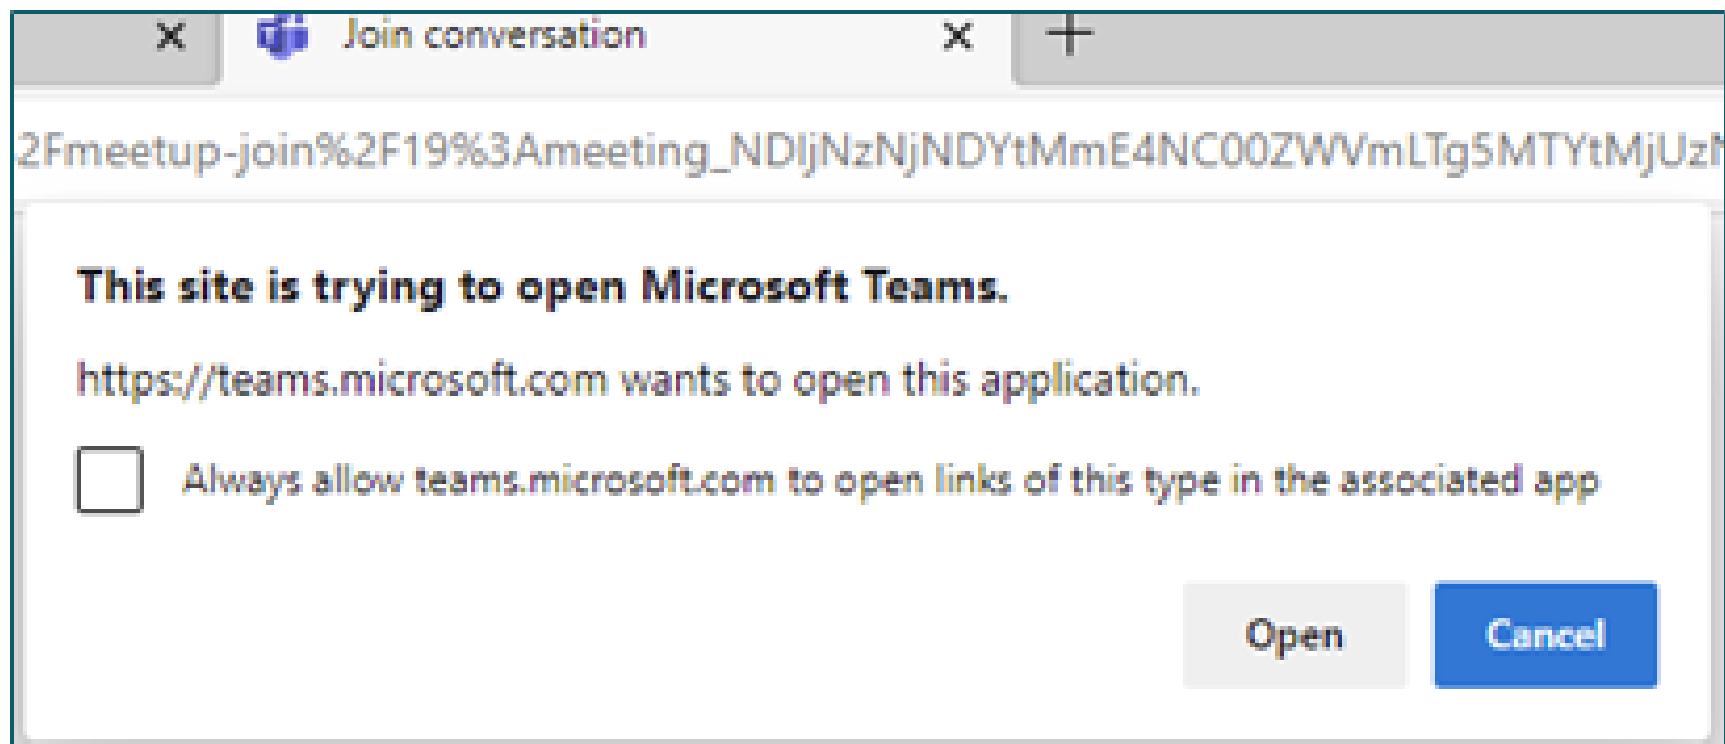 Join conversation
2Fmeetup-join%2F19%3Ameeting_NDljNzNjNDYtMmE4NC00ZWVmLTg5MTYtMjUzN
This site is trying to open Microsoft Teams.
https://teams.microsoft.com wants to open this application.
Always allow teams.microsoft.com to open links of this type in the associated app
Open
Cancel